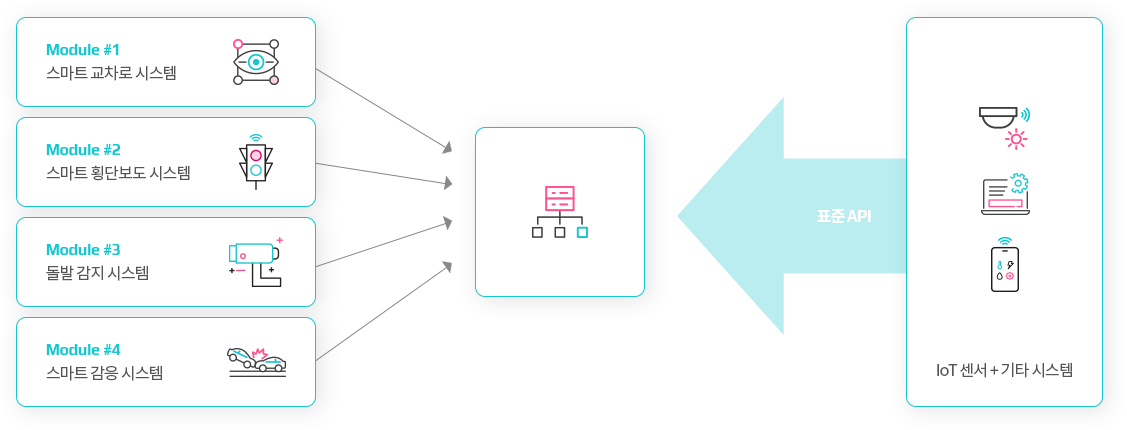 Module #1
스마트 교차로 시스템
Module #2
스마트 횡단보도 시스템
Module #3
돌발 감지 시스템
Module #4
스마트 감응 시스템
표준 API
IoT 센서 + 기타 시스템